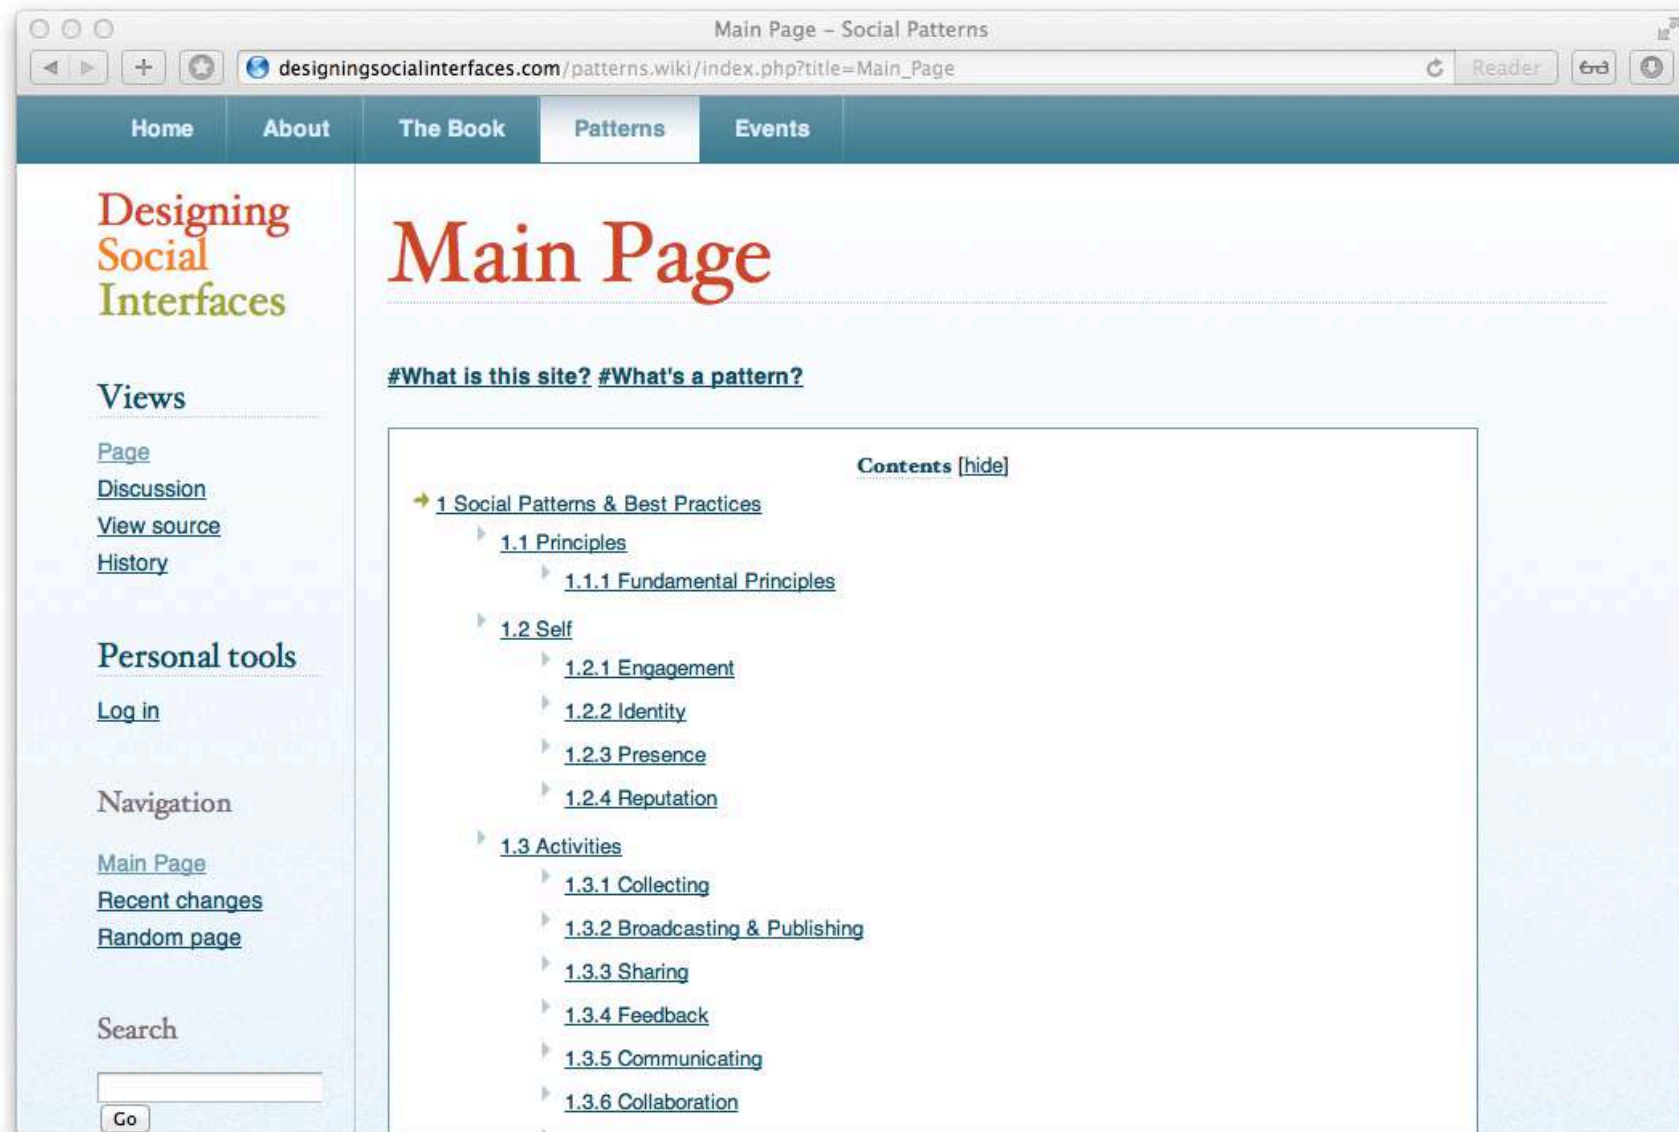 Main Page – Social Patterns
designingsocialinterfaces.com/patterns.wiki/index.php?title=Main_Page
Reader
Home About The Book Patterns Events
Designing
Social
Interfaces
Views
Page
Discussion
View source
History
Personal tools
Log in
Navigation
Main Page
Recent changes
Random page
Search
Go
Main Page
#What is this site? #What's a pattern?
Contents [hide]
1 Social Patterns & Best Practices
1.1 Principles
1.1.1 Fundamental Principles
1.2 Self
1.2.1 Engagement
1.2.2 Identity
1.2.3 Presence
1.2.4 Reputation
1.3 Activities
1.3.1 Collecting
1.3.2 Broadcasting & Publishing
1.3.3 Sharing
1.3.4 Feedback
1.3.5 Communicating
1.3.6 Collaboration